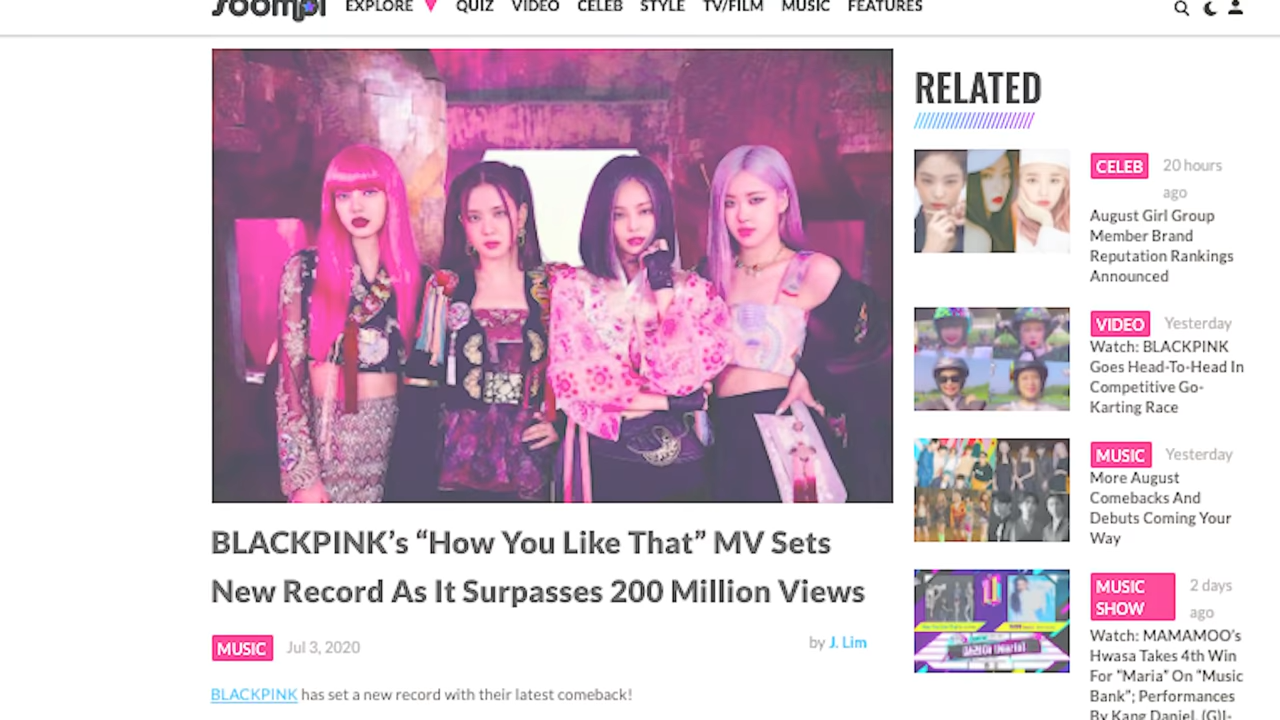 soompi
EXPLORE QUIZ VIDEO CELEB STYLE TV/FILM MUSIC FEATURES
BLACKPINK’s “How You Like That” MV Sets
New Record As It Surpasses 200 Million Views
MUSIC Jul 3, 2020
by J. Lim
BLACKPINK has set a new record with their latest comeback!
RELATED
CELEB 20 hours
ago
August Girl Group
Member Brand
Reputation Rankings
Announced
VIDEO Yesterday
Watch: BLACKPINK
Goes Head-To-Head In
Competitive Go-
Karting Race
MUSIC Yesterday
More August
Comebacks And
Debuts Coming Your
Way
MUSIC
SHOW
2 days
ago
Watch: MAMAMOO’s
Hwasa Takes 4th Win
For “Maria” On “Music
Bank”; Performances
By Kang Daniel, (G)I-